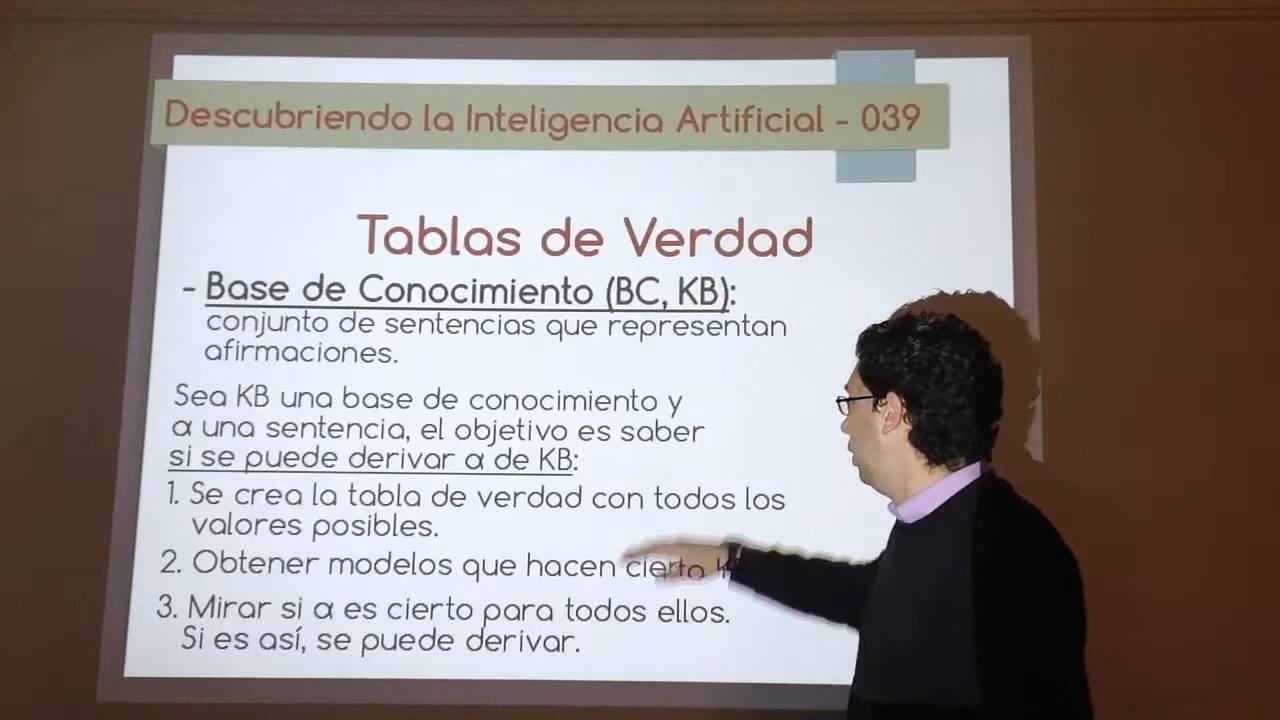 Descubriendo la Inteligencia Artificial - 039
Tablas de Verdad
- Base de Conocimiento (BC, KB):
conjunto de sentencias que representan
afirmaciones.
Sea KB una base de conocimiento y
α una sentencia, el objetivo es saber
si se puede derivar α de KB:
1. Se crea la tabla de verdad con todos los
valores posibles.
2. Obtener modelos que hacen cierto
3. Mirar si α es cierto para todos ellos.
Si es así, se puede derivar.